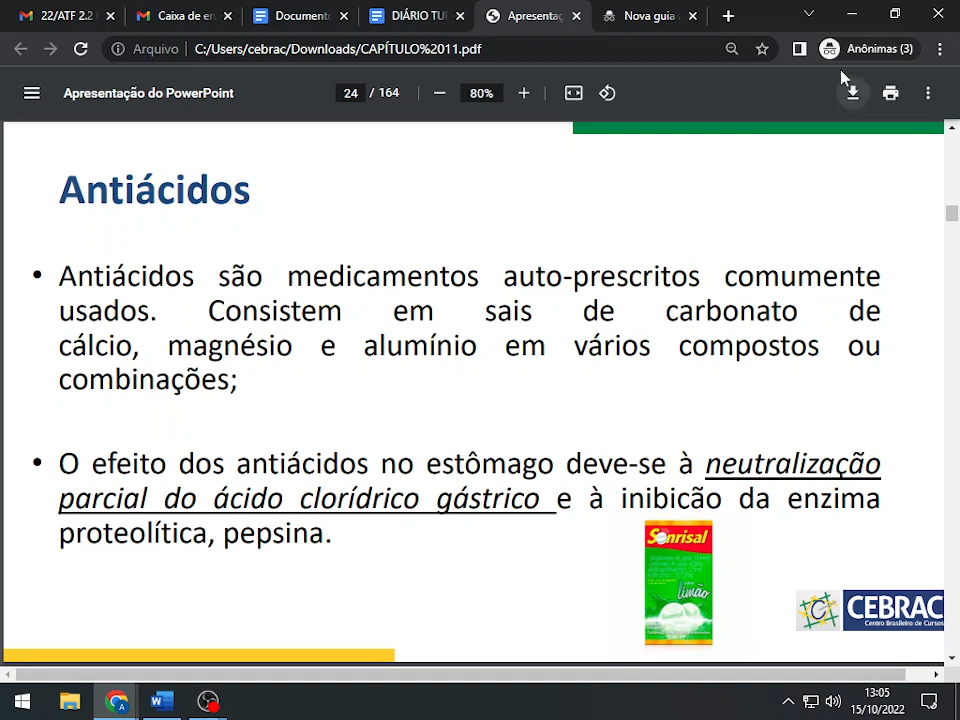 22/ATF 2.2
Caixa de en
Document
DIÁRIO TU
Apresentaç
Nova guia
Arquivo
C:/Users/cebrac/Downloads/CAPÍTULO%2011.pdf
Anônimas (3)
Apresentação do PowerPoint
24 / 164
80%
Antiácidos
• Antiácidos são medicamentos auto-prescritos comumente
usados. Consistem em sais de carbonato de
cálcio, magnésio e alumínio em vários compostos ou
combinações;
• O efeito dos antiácidos no estômago deve-se à neutralização
parcial do ácido clorídrico gástrico e à inibicão da enzima
proteolítica, pepsina.
Sonrisal
limão
CEBRAC
Centro Brasileiro de Cursos
13:05
15/10/2022